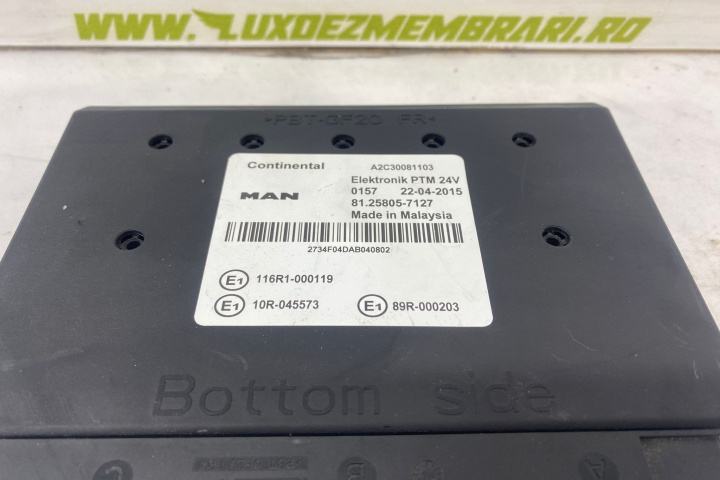 WWW.LUXDEZMEMBRARI.RO
>PBT-GF20 FR<
Continental A2C30081103
MAN
Elektronik PTM 24V
0157 22-04-2015
81.25805-7127
Made in Malaysia
2734F04DAB040802
E1 116R1-000119
E1 10R-045573 E1 89R-000203
Bottom side
C B A